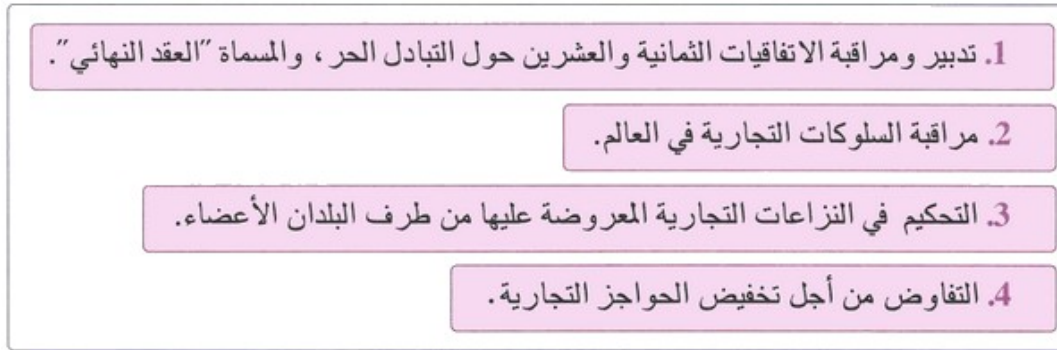 1. تدبير ومراقبة الاتفاقيات الثمانية والعشرين حول التبادل الحر، والمسماة "العقد النهائي".
2. مراقبة السلوكات التجارية في العالم.
3. التحكيم في النزاعات التجارية المعروضة عليها من طرف البلدان الأعضاء.
4. التفاوض من أجل تخفيض الحواجز التجارية.